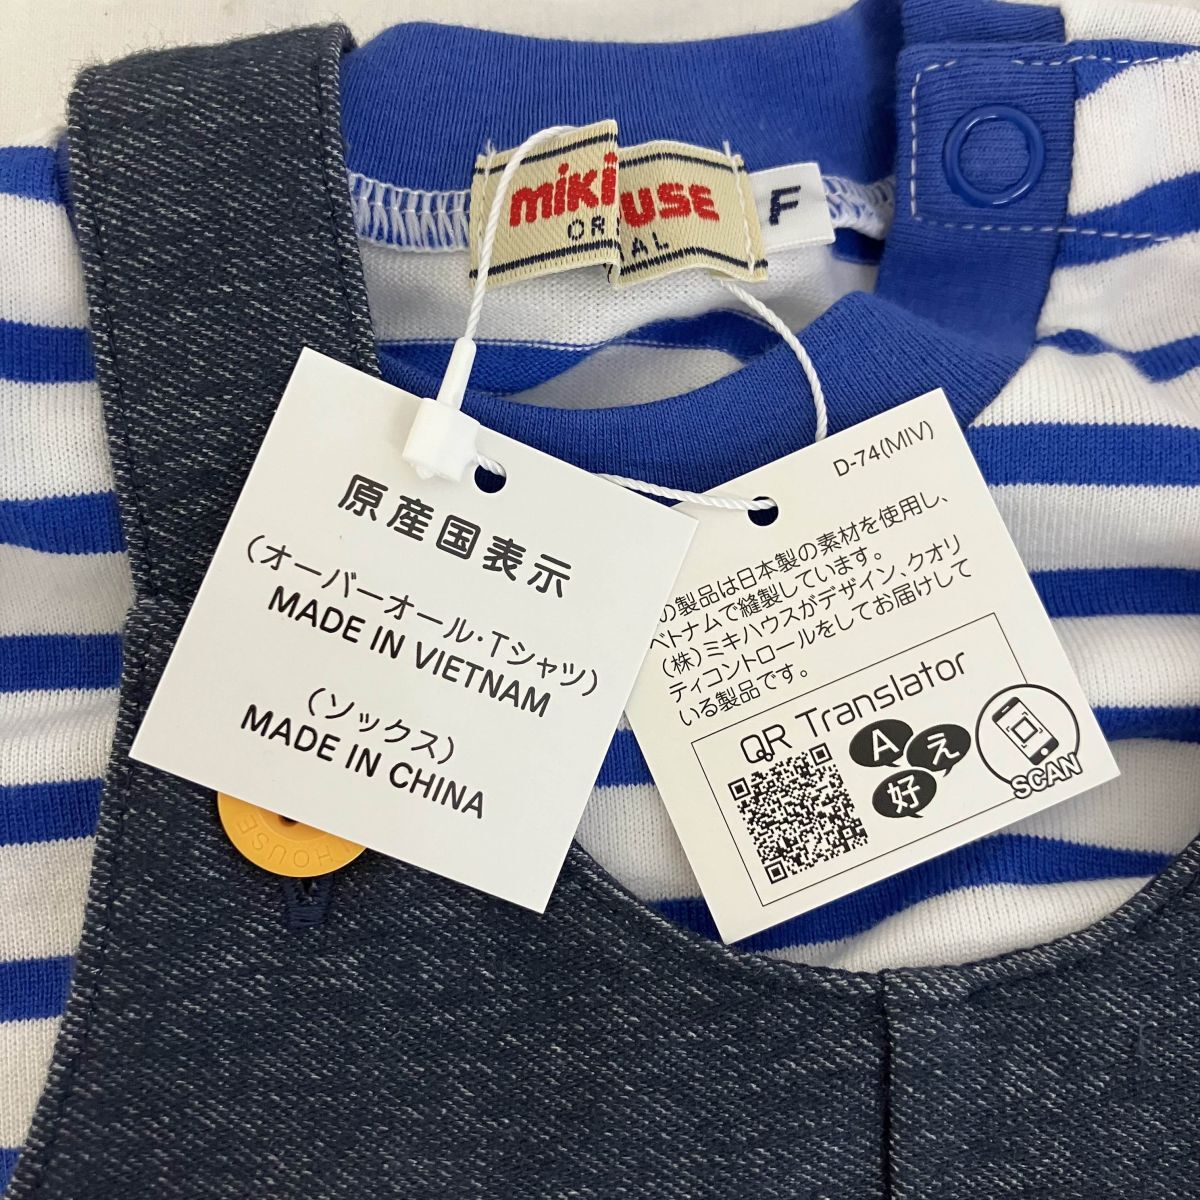 miki USE
OR AL
F
原産国表示
（オーバーオール・Tシャツ）
MADE IN VIETNAM
（ソックス）
MADE IN CHINA
D-74(MIV)
の製品は日本製の素材を使用し、
ベトナムで縫製しています。
（株）ミキハウスがデザイン、クオリ
ティコントロールをしてお届けして
いる製品です。
QR Translator
A
え
好
SCAN
HOUSE